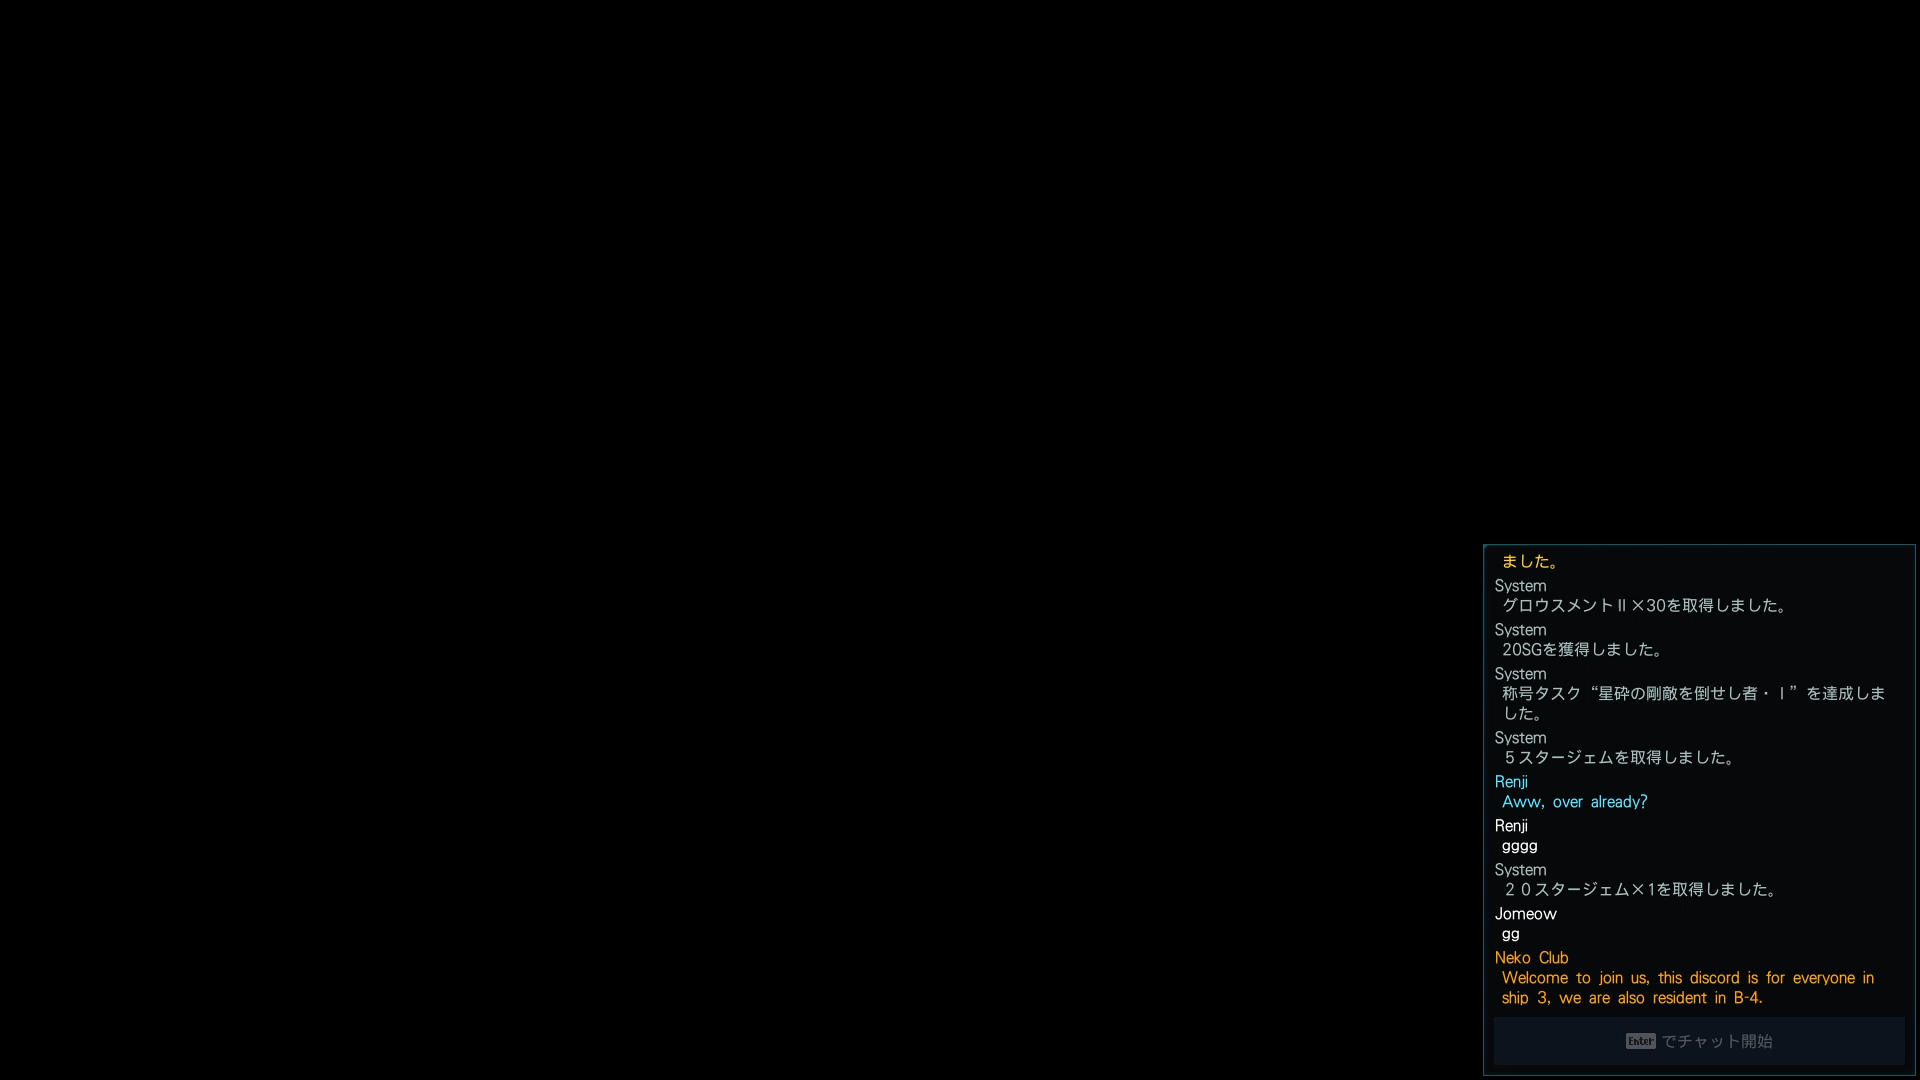 ました。
System
グロウスメントⅡ×30を取得しました。
System
20SGを獲得しました。
System
称号タスク“星砕の剛敵を倒せし者・Ⅰ”を達成しま
した。
System
５スタージェムを取得しました。
Renji
Aww, over already?
Renji
gggg
System
２０スタージェム×1を取得しました。
Jomeow
gg
Neko Club
Welcome to join us, this discord is for everyone in
ship 3, we are also resident in B-4.
Enter でチャット開始